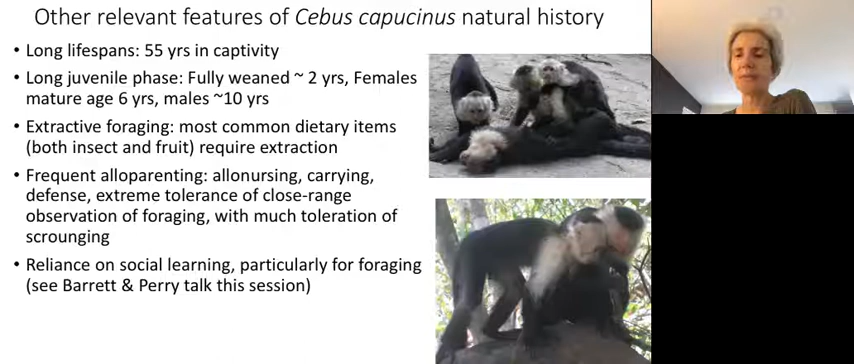 Other relevant features of Cebus capucinus natural history
• Long lifespans: 55 yrs in captivity
• Long juvenile phase: Fully weaned ~ 2 yrs, Females
mature age 6 yrs, males ~10 yrs
• Extractive foraging: most common dietary items
(both insect and fruit) require extraction
• Frequent alloparenting: allonursing, carrying,
defense, extreme tolerance of close-range
observation of foraging, with much toleration of
scrounging
• Reliance on social learning, particularly for foraging
(see Barrett & Perry talk this session)